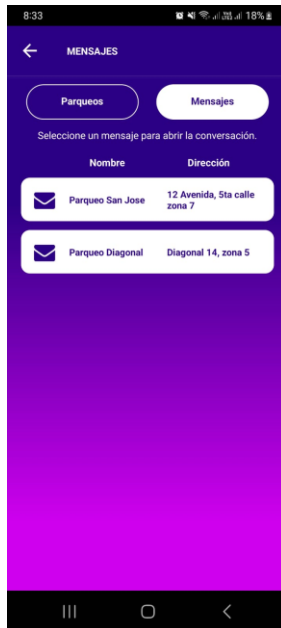 8:33
18%
MENSAJES
Parqueos
Mensajes
Seleccione un mensaje para abrir la conversación.
Nombre
Dirección
Parqueo San Jose
12 Avenida, 5ta calle
zona 7
Parqueo Diagonal
Diagonal 14, zona 5